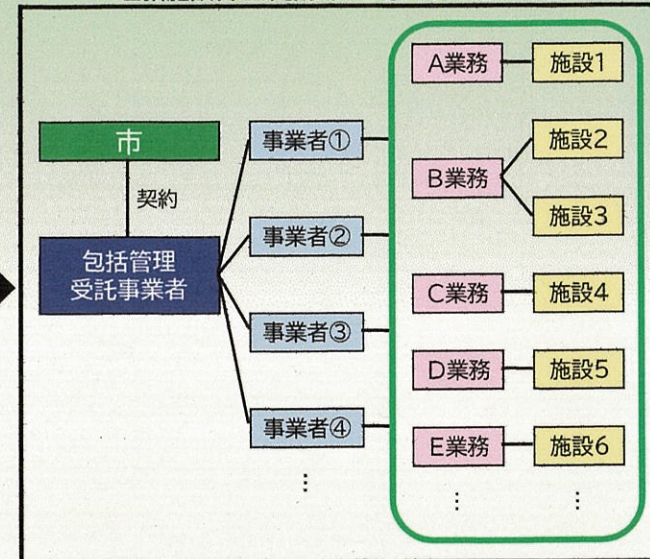 市
契約
包括管理
受託事業者
事業者①
事業者②
事業者③
事業者④
⋮
A業務
施設1
B業務
施設2
施設3
C業務
施設4
D業務
施設5
E業務
施設6
⋮
⋮